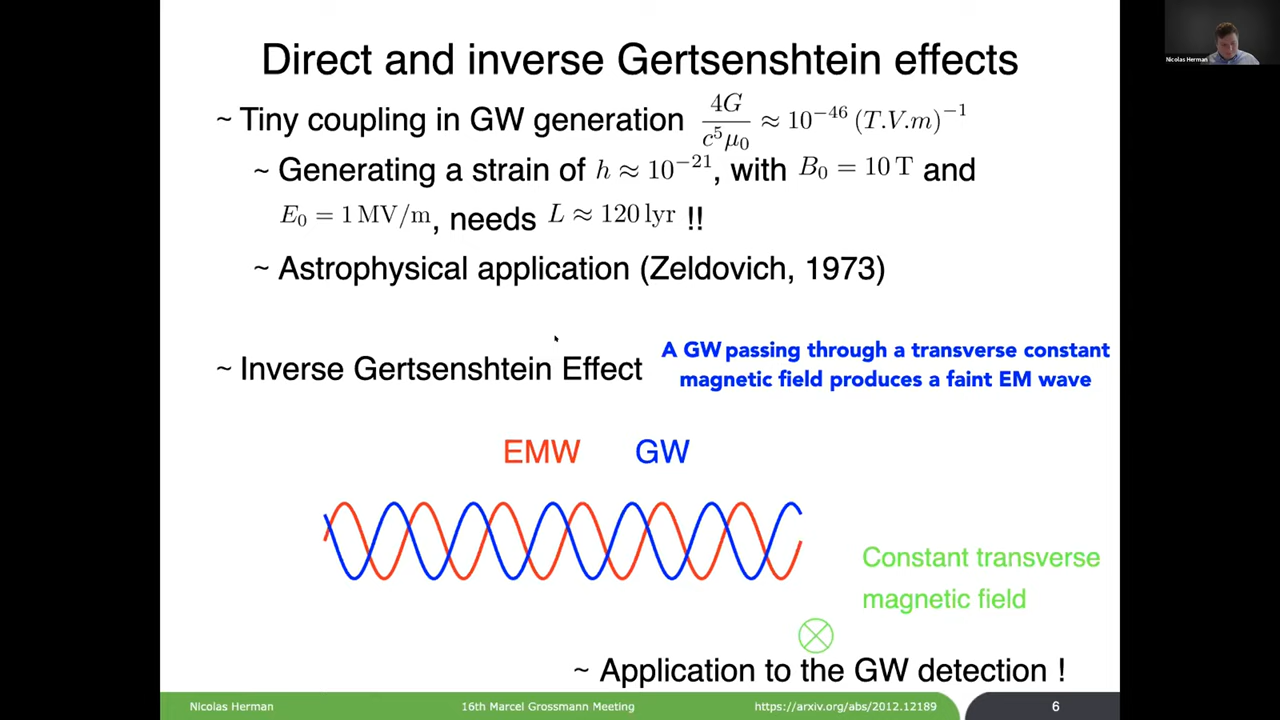 Direct and inverse Gertsenshtein effects
Nicolas Herman
~ Tiny coupling in GW generation 4G/c⁵μ₀ ≈ 10⁻⁴⁶ (T.V.m)⁻¹
~ Generating a strain of h ≈ 10⁻²¹, with B₀ = 10 T and
E₀ = 1 MV/m, needs L ≈ 120 lyr !!
~ Astrophysical application (Zeldovich, 1973)
~ Inverse Gertsenshtein Effect
A GW passing through a transverse constant
magnetic field produces a faint EM wave
EMW GW
Constant transverse
magnetic field
~ Application to the GW detection !
Nicolas Herman 16th Marcel Grossmann Meeting https://arxiv.org/abs/2012.12189 6